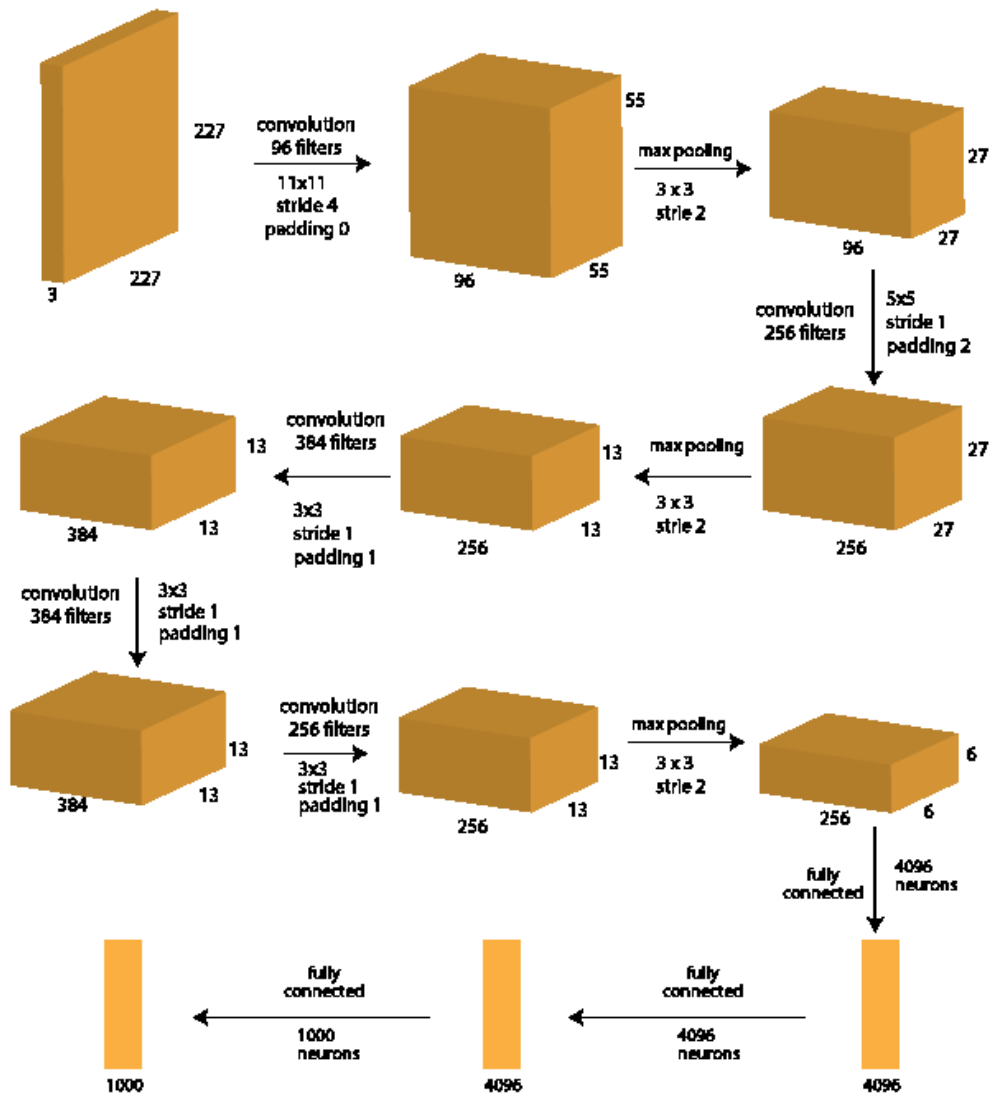 227
227
3
convolution
96 filters
11x11
stride 4
padding 0
55
55
96
max pooling
3 x 3
strie 2
27
27
96
convolution
256 filters
5x5
stride 1
padding 2
27
27
256
max pooling
3 x 3
strie 2
13
13
256
convolution
384 filters
3x3
stride 1
padding 1
13
13
384
convolution
384 filters
3x3
stride 1
padding 1
13
13
384
convolution
256 filters
3x3
stride 1
padding 1
13
13
256
max pooling
3 x 3
strie 2
6
6
256
fully
connected
4096
neurons
4096
fully
connected
4096
neurons
4096
fully
connected
1000
neurons
1000